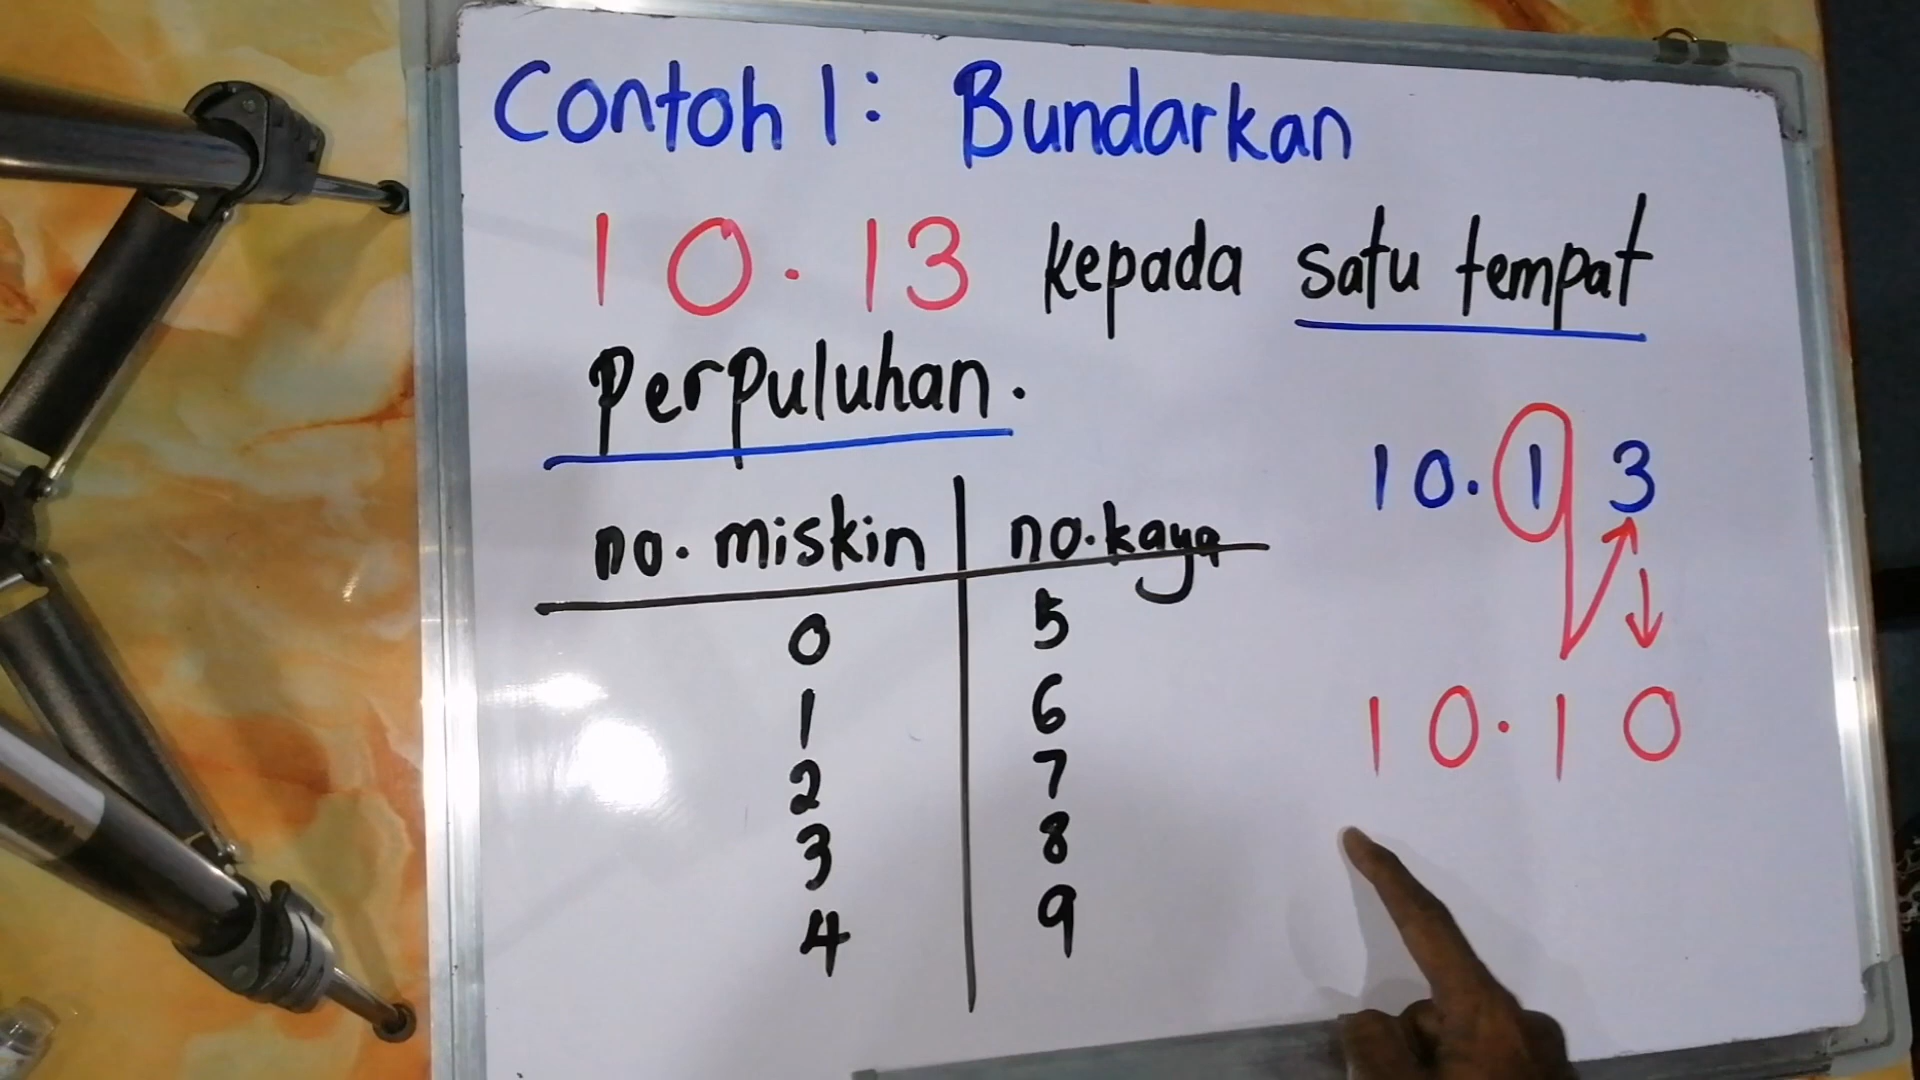 Contoh 1: Bundarkan
10.13 kepada satu tempat
Perpuluhan.
10.13
no. miskin no. kaya
0 5
1 6
2 7
3 8
4 9
10.10